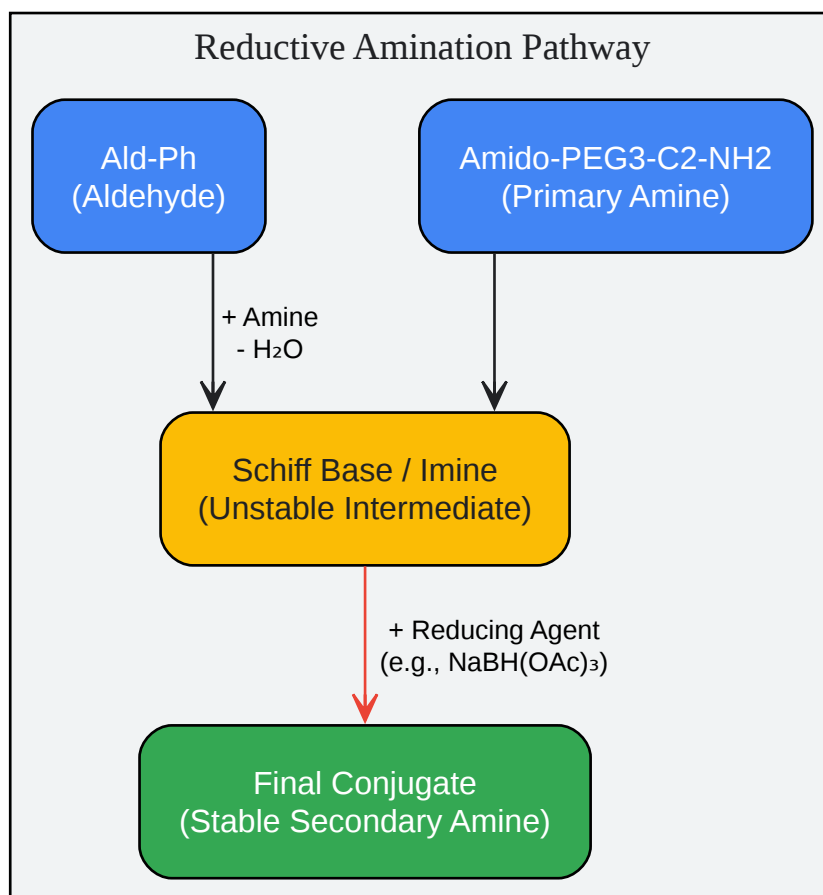 Reductive Amination Pathway
Ald-Ph
(Aldehyde)
Amido-PEG3-C2-NH2
(Primary Amine)
+ Amine
- H₂O
Schiff Base / Imine
(Unstable Intermediate)
+ Reducing Agent
(e.g., NaBH(OAc)₃)
Final Conjugate
(Stable Secondary Amine)